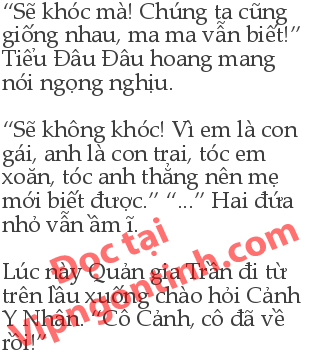 “Sẽ khóc mà! Chúng ta cũng
giống nhau, ma ma vẫn biết!”
Tiểu Đâu Đâu hoang mang
nói ngọng nghịu.
“Sẽ không khóc! Vì em là con
gái, anh là con trai, tóc em
xoăn, tóc anh thẳng nên mẹ
mới biết được.” “...” Hai đứa
nhỏ vẫn ầm ĩ.
Lúc này Quản gia Trần đi từ
trên lầu xuống chào hỏi Cảnh
Y Nhân. “Cô Cảnh, cô đã về
rồi!”
Đọc tại
Vipngontinh.com